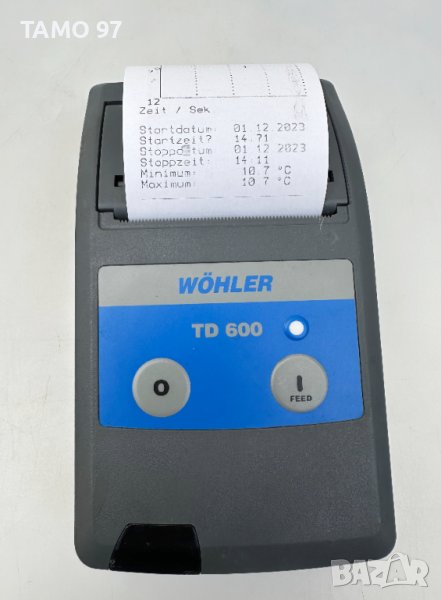 TAMO 97
12
Zeit / Sek
Startdatum: 01.12.2023
Startzeit? 14.71
Stoppdatum 01.12.2023
Stoppzeit: 14:11
Minimum: 10.7 °C
Maximum: 10.7 °C
WÖHLER
TD 600
O
I
FEED
BAZAR